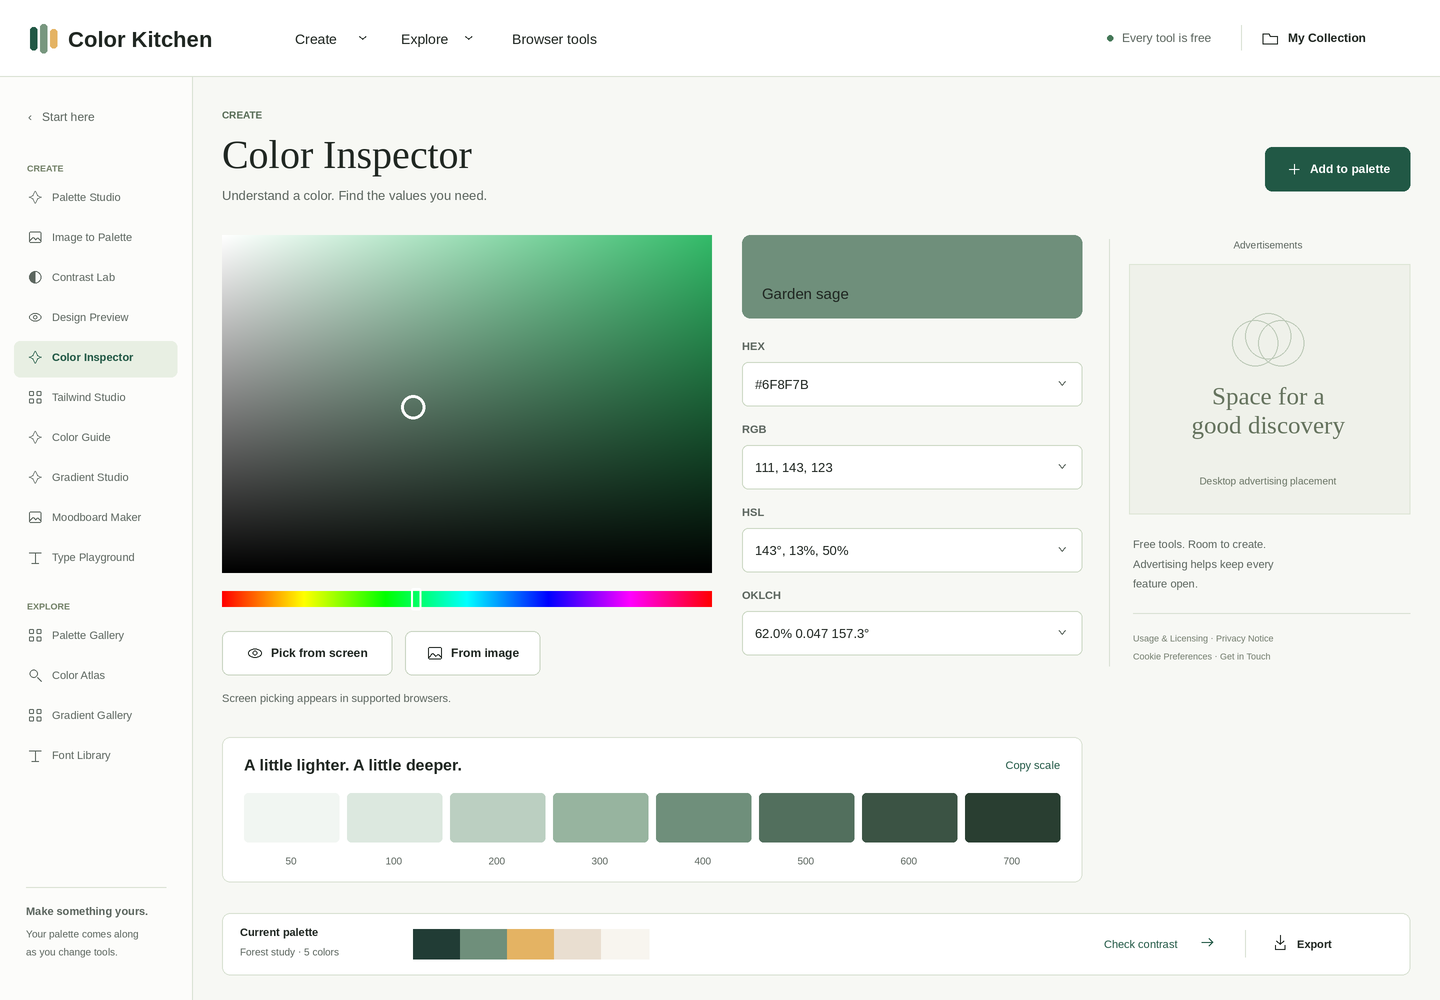 Color Kitchen
Create
Explore
Browser tools
Every tool is free
My Collection
Start here
CREATE
Palette Studio
Image to Palette
Contrast Lab
Design Preview
Color Inspector
Tailwind Studio
Color Guide
Gradient Studio
Moodboard Maker
Type Playground
EXPLORE
Palette Gallery
Color Atlas
Gradient Gallery
Font Library
Make something yours.
Your palette comes along
as you change tools.
CREATE
Color Inspector
Understand a color. Find the values you need.
Add to palette
Pick from screen
From image
Screen picking appears in supported browsers.
Garden sage
HEX
#6F8F7B
RGB
111, 143, 123
HSL
143°, 13%, 50%
OKLCH
62.0% 0.047 157.3°
Advertisements
Space for a
good discovery
Desktop advertising placement
Free tools. Room to create.
Advertising helps keep every
feature open.
Usage & Licensing · Privacy Notice
Cookie Preferences · Get in Touch
A little lighter. A little deeper.
Copy scale
50
100
200
300
400
500
600
700
Current palette
Forest study · 5 colors
Check contrast
Export